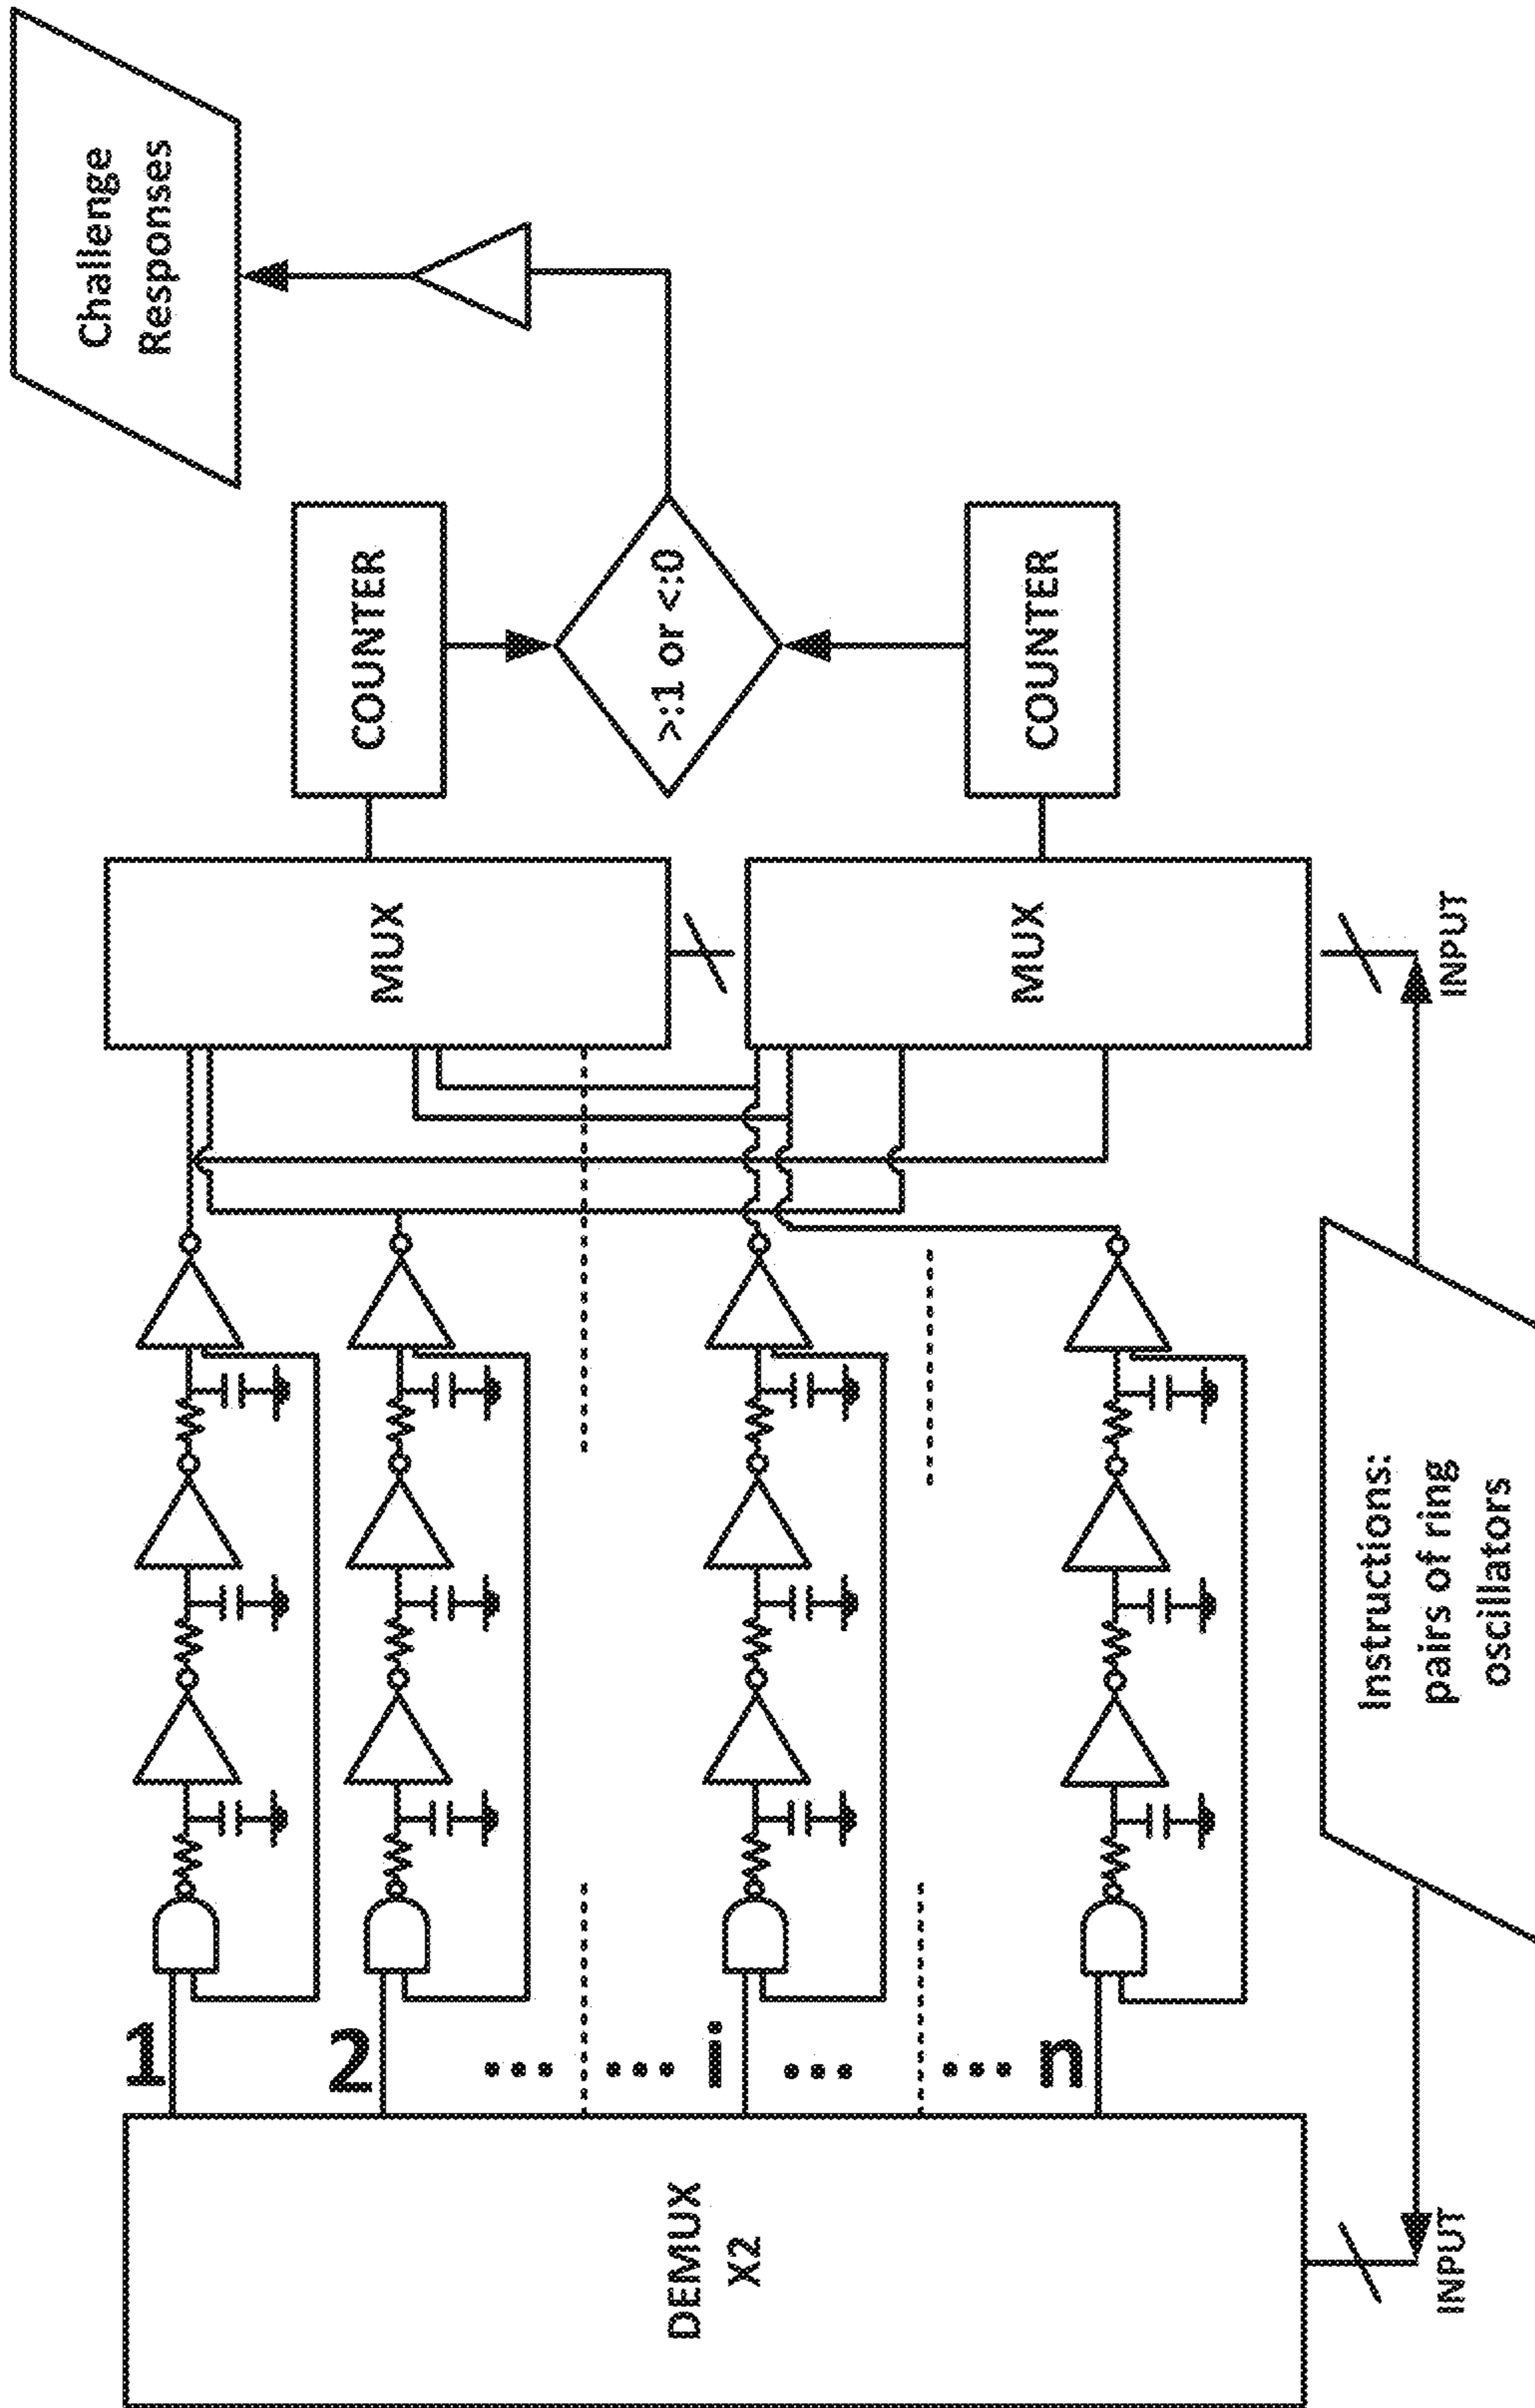 DEMUX
X2
INPUT
1
2
...
... i
...
... n
Instructions:
pairs of ring
oscillators
INPUT
MUX
MUX
COUNTER
COUNTER
>:1 or <:0
Challenge
Responses